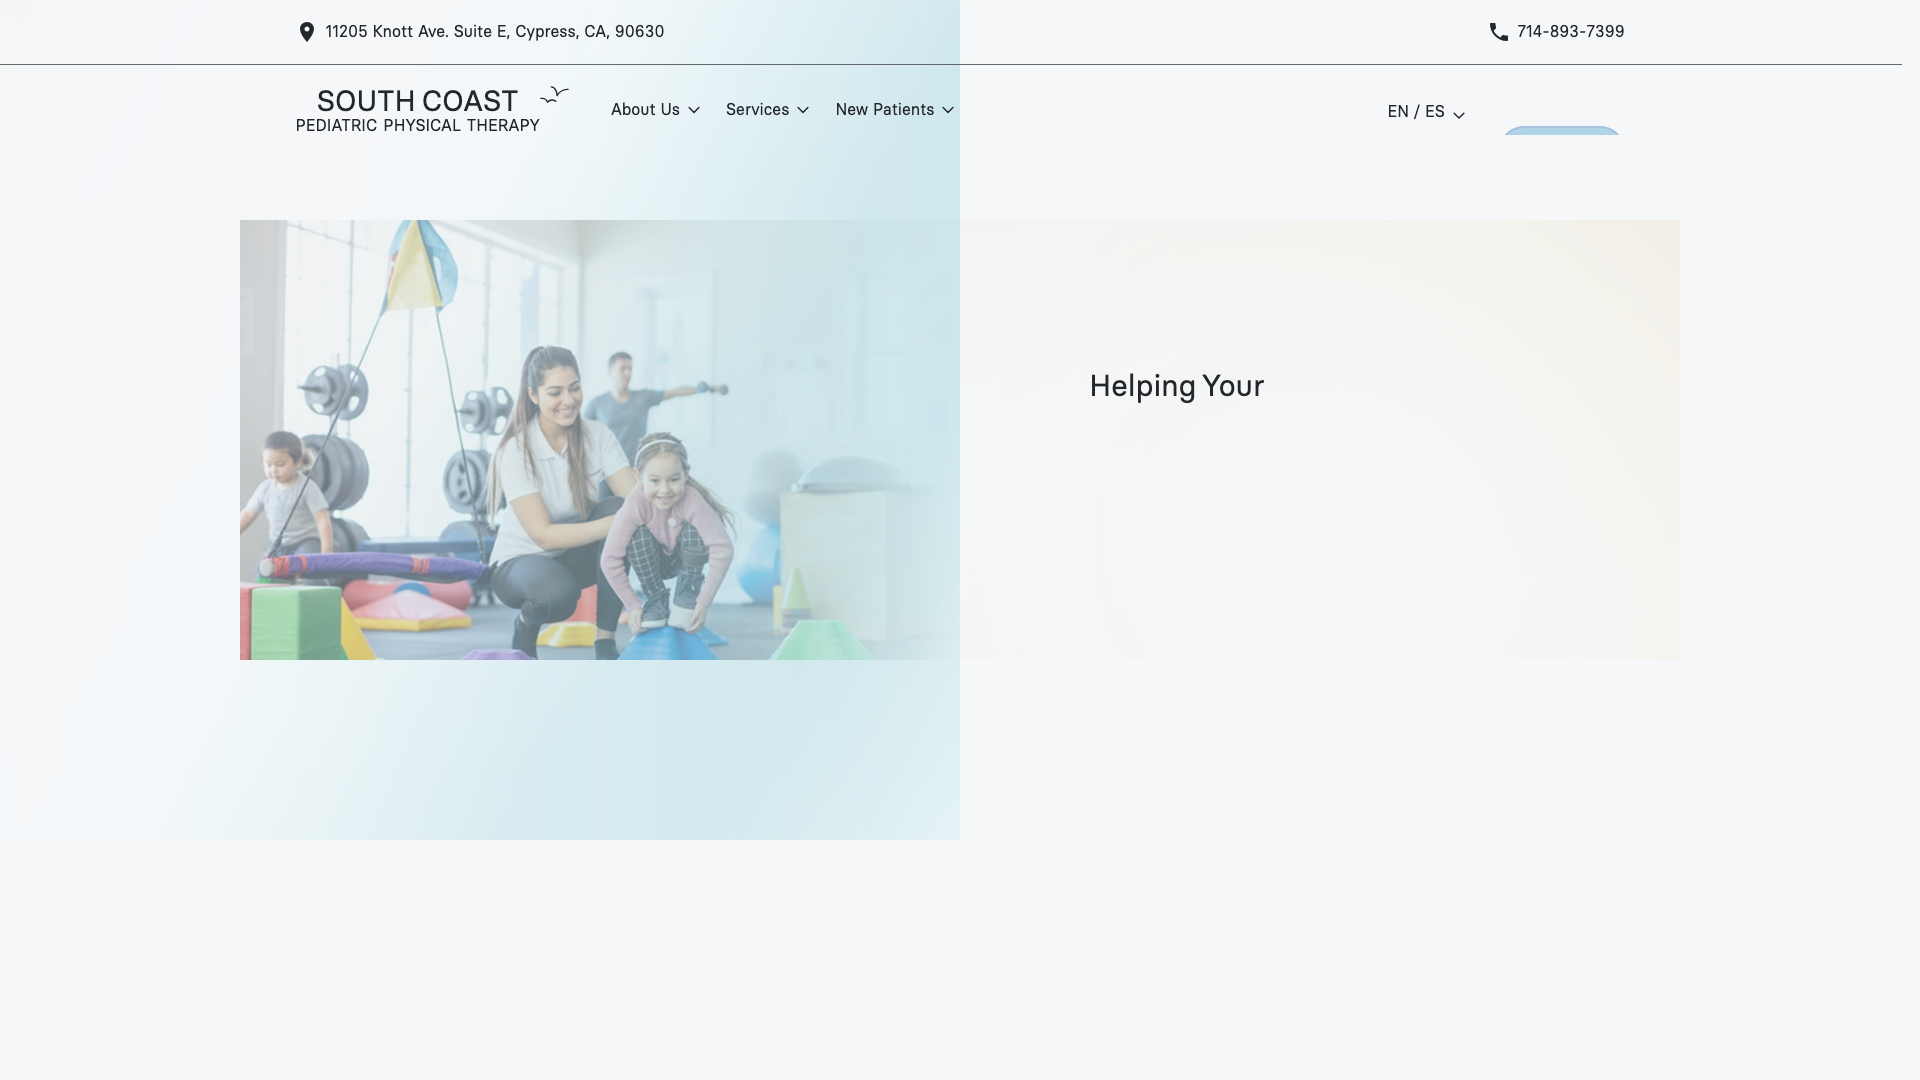 11205 Knott Ave. Suite E, Cypress, CA, 90630
714-893-7399
SOUTH COAST
PEDIATRIC PHYSICAL THERAPY
About Us
Services
New Patients
EN / ES
Helping Your